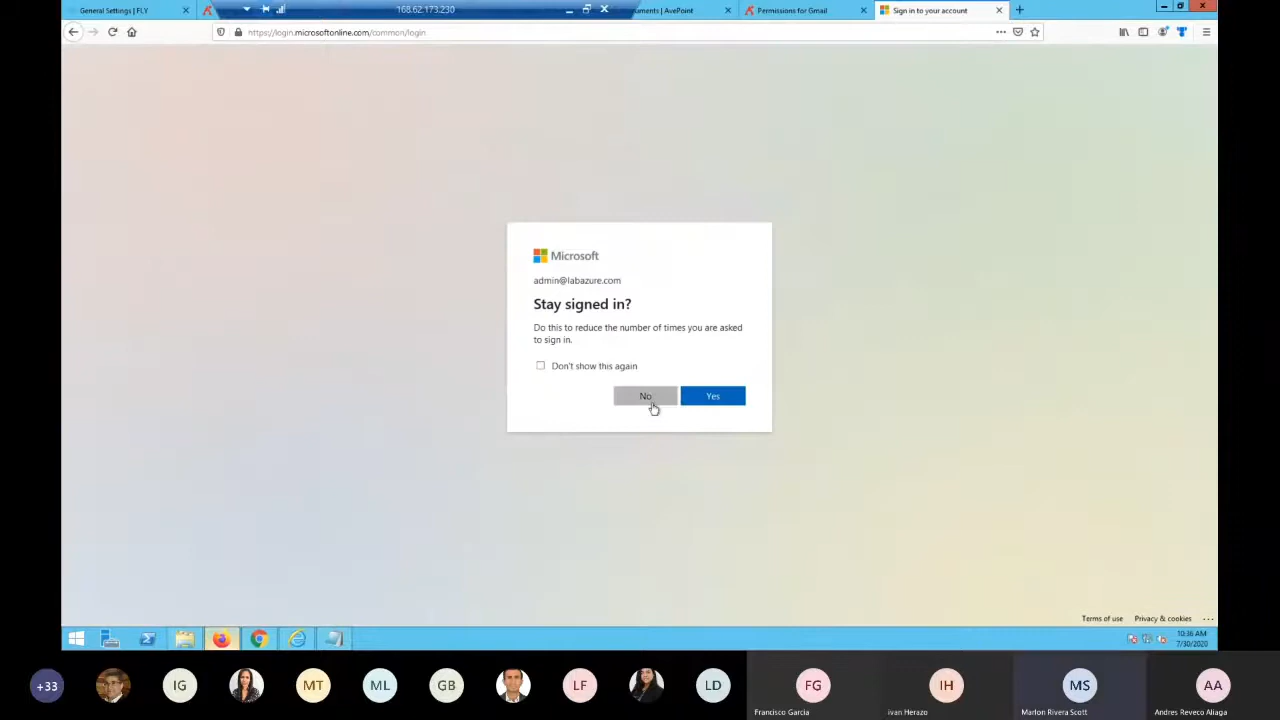 General Settings | FLY
168.62.173.230
uments | AvePoint
Permissions for Gmail
Sign in to your account
https://login.microsoftonline.com/common/login
Microsoft
admin@labazure.com
Stay signed in?
Do this to reduce the number of times you are asked
to sign in.
Don't show this again
No
Yes
Terms of use
Privacy & cookies
10:36 AM
7/30/2020
+33
IG
MT
ML
GB
LF
LD
FG
IH
MS
AA
Francisco Garcia
ivan Herazo
Marlon Rivera Scott
Andres Reveco Aliaga